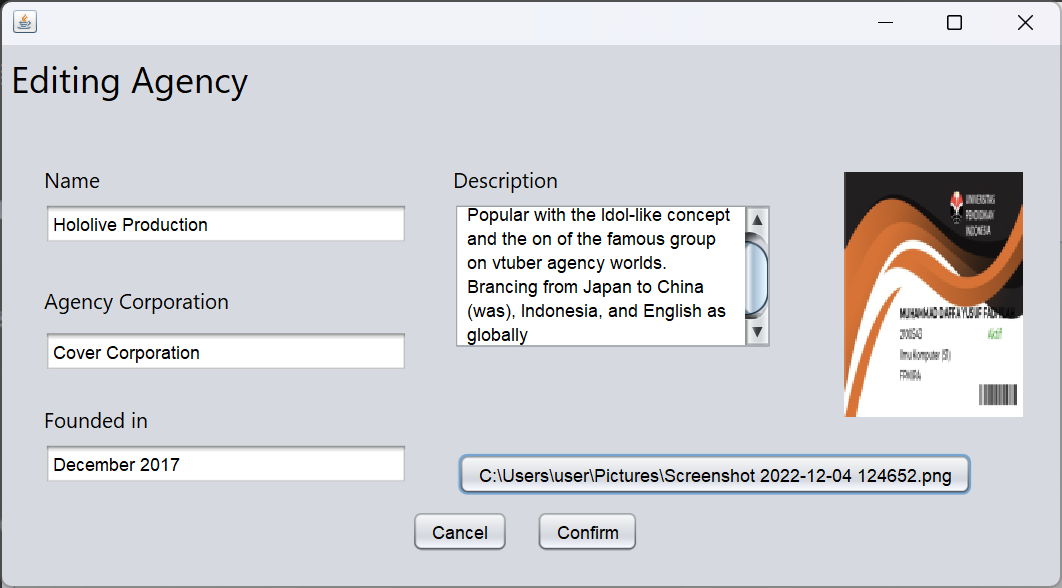 Editing Agency
Name
Hololive Production
Agency Corporation
Cover Corporation
Founded in
December 2017
Description
Popular with the Idol-like concept
and the on of the famous group
on vtuber agency worlds.
Brancing from Japan to China
(was), Indonesia, and English as
globally
UNIVERSITAS
PENDIDIKAN
INDONESIA
MUHAMMAD DAFFA YUSUF
Aktif
Ilmu Komputer (S1)
FPMIPA
C:\Users\user\Pictures\Screenshot 2022-12-04 124652.png
Cancel
Confirm